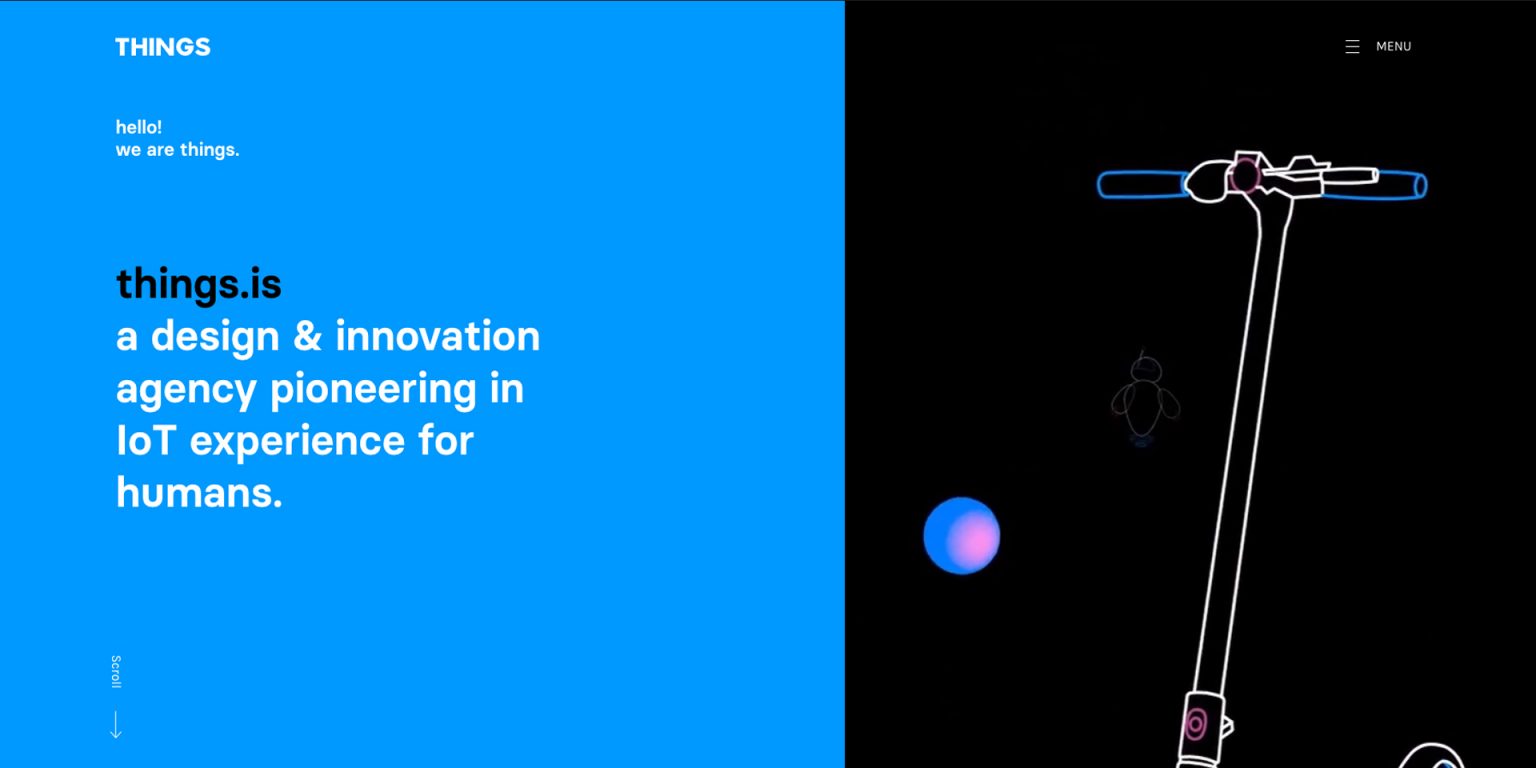 THINGS
MENU
hello!
we are things.
things.is
a design & innovation
agency pioneering in
IoT experience for
humans.
Scroll